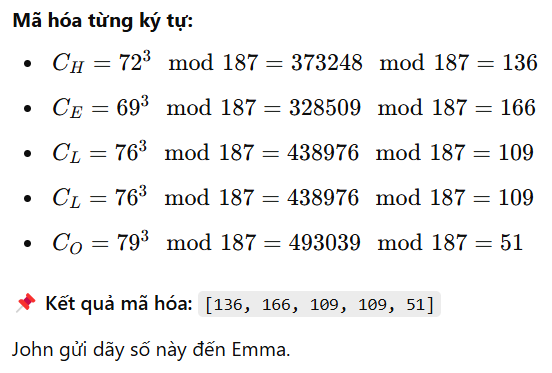 Mã hóa từng ký tự:
• C_H = 72^3 mod 187 = 373248 mod 187 = 136
• C_E = 69^3 mod 187 = 328509 mod 187 = 166
• C_L = 76^3 mod 187 = 438976 mod 187 = 109
• C_L = 76^3 mod 187 = 438976 mod 187 = 109
• C_O = 79^3 mod 187 = 493039 mod 187 = 51
📌 Kết quả mã hóa: [136, 166, 109, 109, 51]
John gửi dãy số này đến Emma.